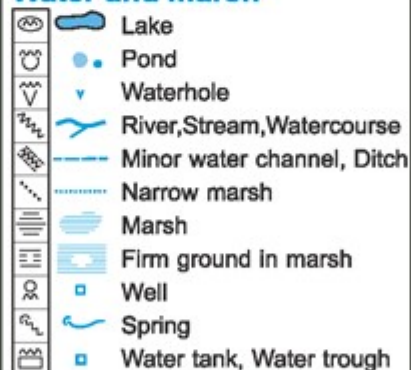 Water and marsh
Lake
Pond
Waterhole
River,Stream,Watercourse
Minor water channel, Ditch
Narrow marsh
Marsh
Firm ground in marsh
Well
Spring
Water tank, Water trough